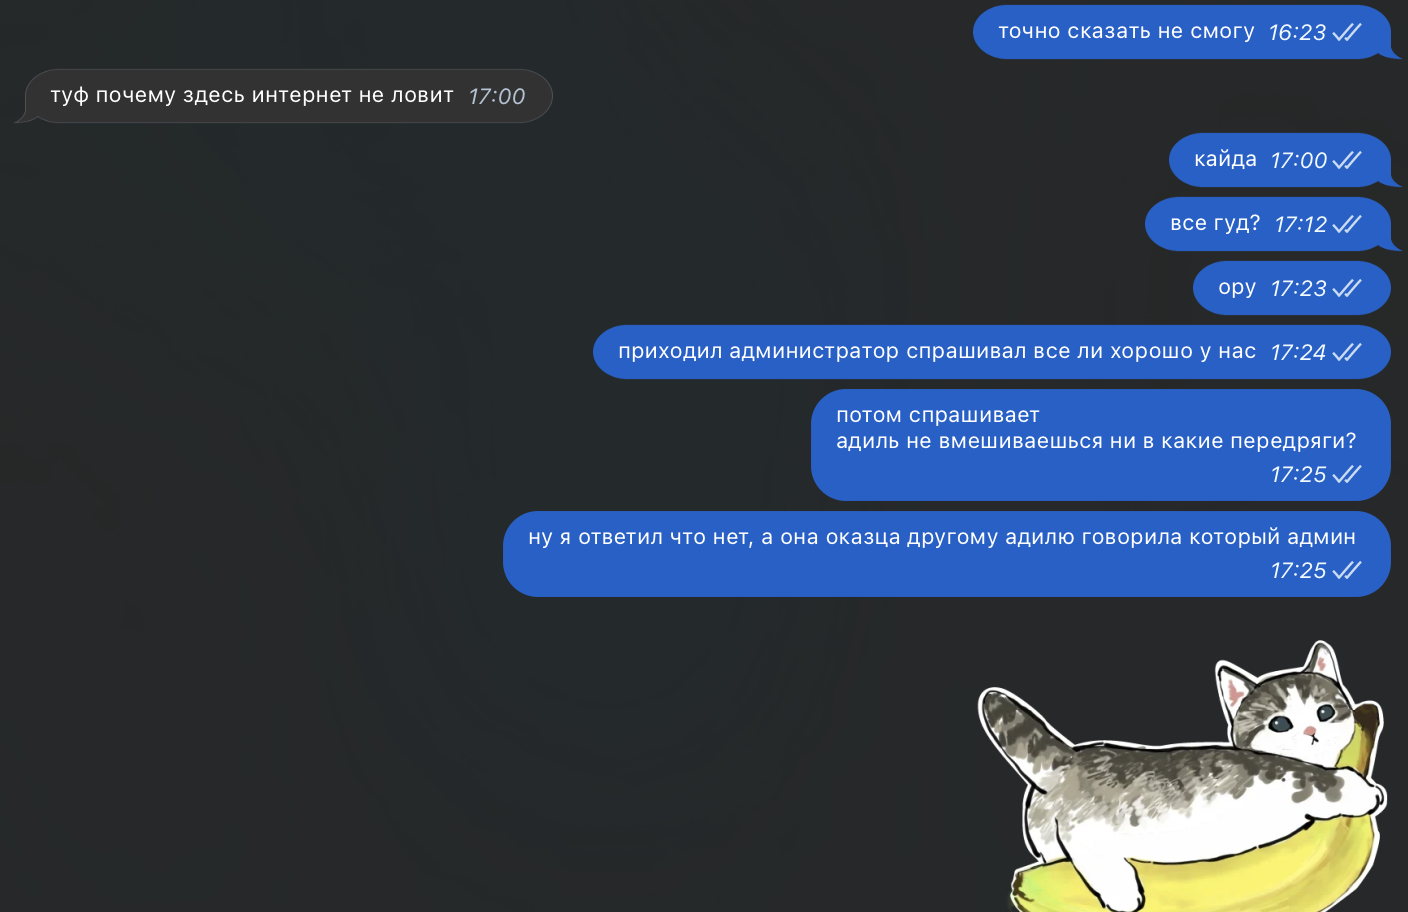 точно сказать не смогу 16:23
туф почему здесь интернет не ловит 17:00
кайда 17:00
все гуд? 17:12
ору 17:23
приходил администратор спрашивал все ли хорошо у нас 17:24
потом спрашивает
адиль не вмешиваешься ни в какие передряги?
17:25
ну я ответил что нет, а она оказца другому адилю говорила который админ
17:25